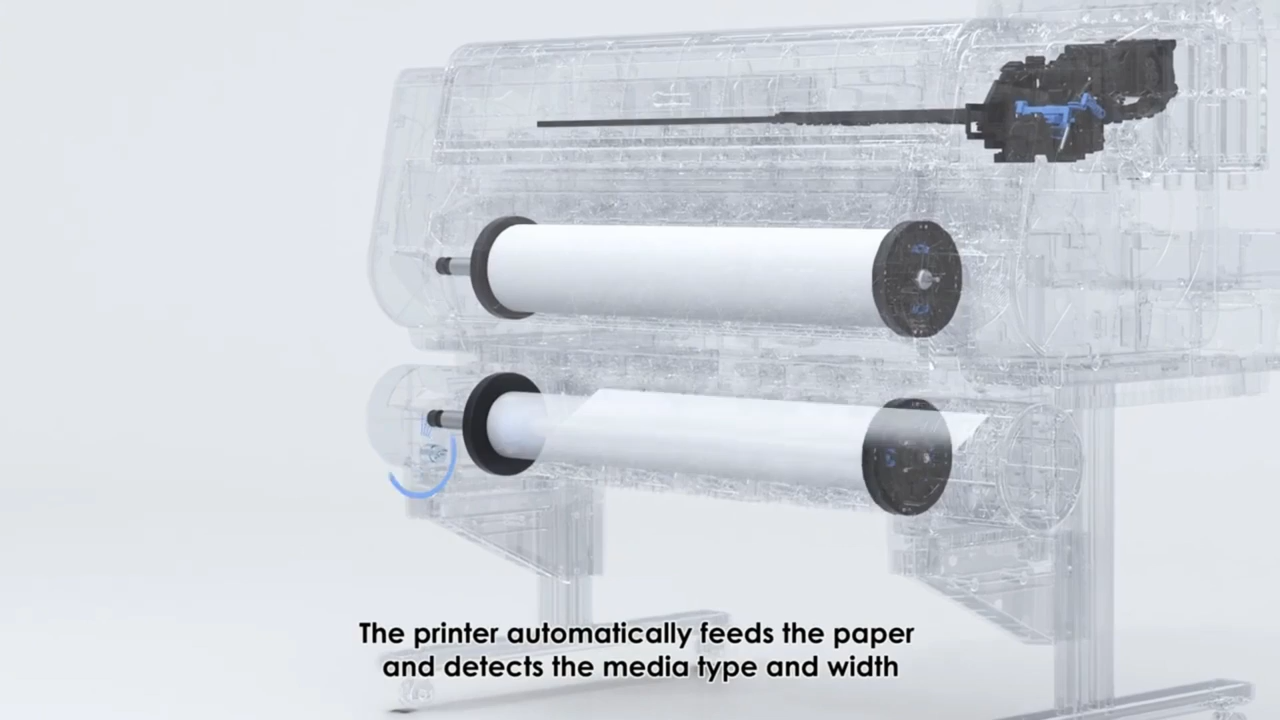 The printer automatically feeds the paper
and detects the media type and width